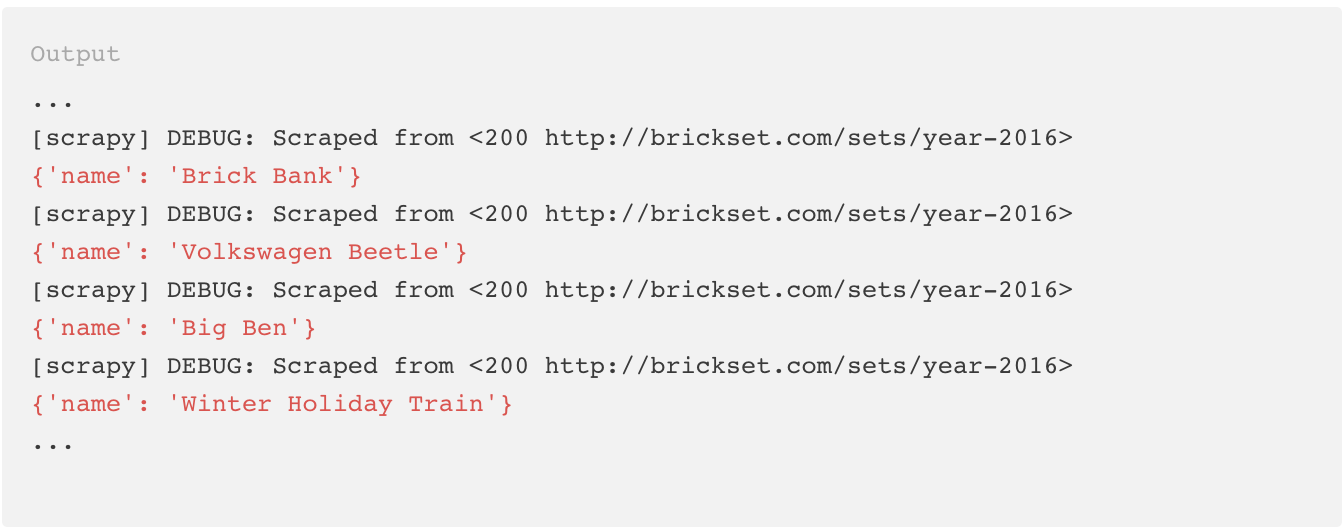 Output
...
[scrapy] DEBUG: Scraped from <200 http://brickset.com/sets/year-2016>
{'name': 'Brick Bank'}
[scrapy] DEBUG: Scraped from <200 http://brickset.com/sets/year-2016>
{'name': 'Volkswagen Beetle'}
[scrapy] DEBUG: Scraped from <200 http://brickset.com/sets/year-2016>
{'name': 'Big Ben'}
[scrapy] DEBUG: Scraped from <200 http://brickset.com/sets/year-2016>
{'name': 'Winter Holiday Train'}
...